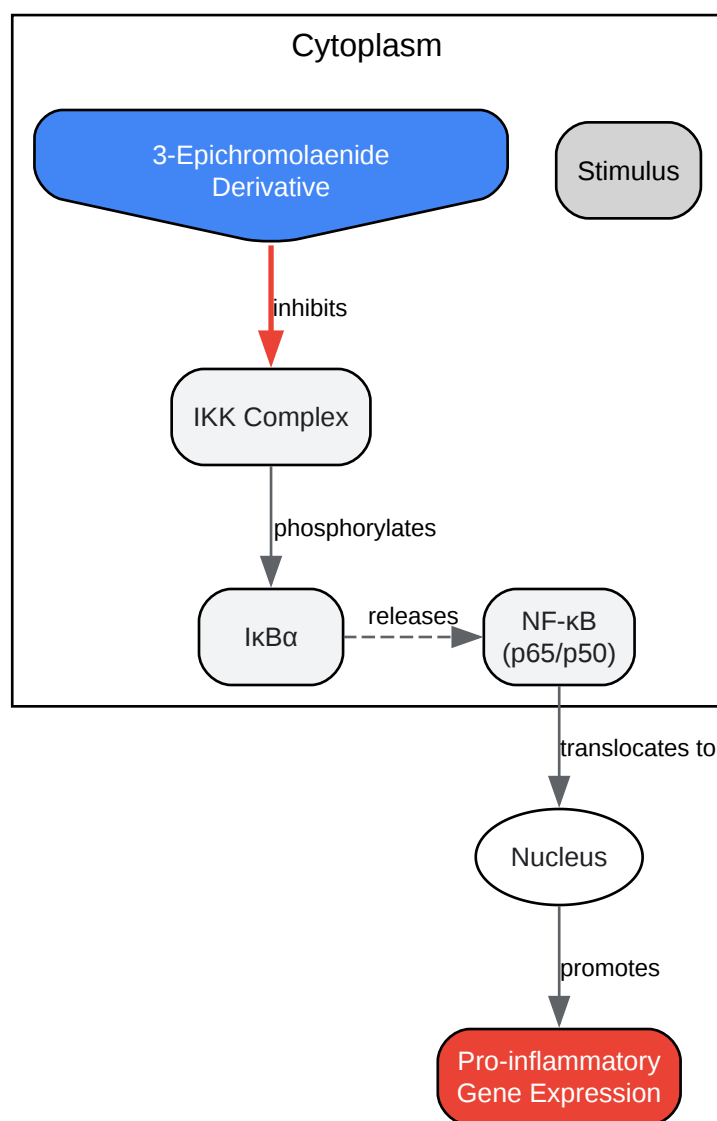 Cytoplasm
3-Epichromolaenide
Derivative
Stimulus
inhibits
IKK Complex
phosphorylates
IκBα
releases
NF-κB
(p65/p50)
translocates to
Nucleus
promotes
Pro-inflammatory
Gene Expression